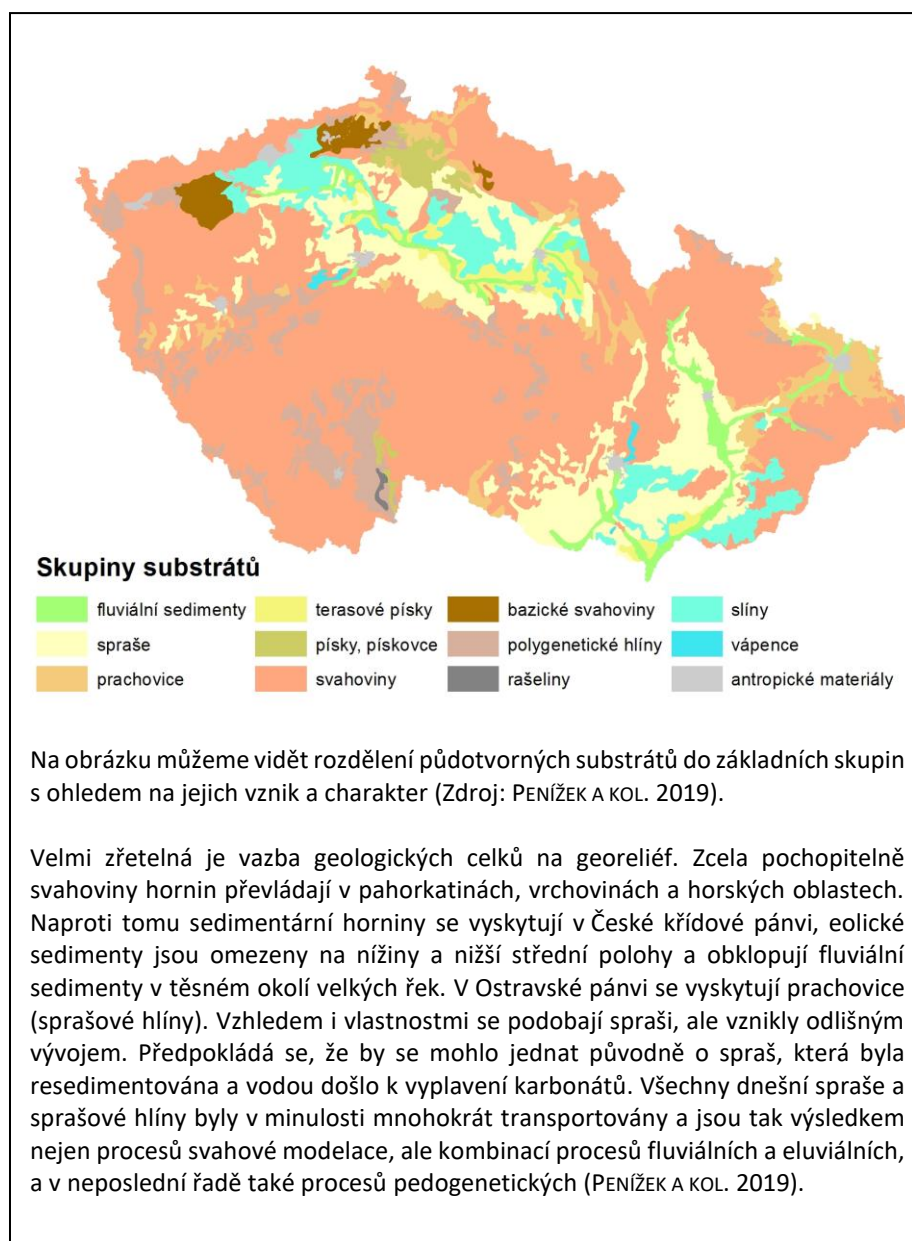 Skupiny substrátů
fluviální sedimenty terasové písky bazické svahoviny slíny
spraše písky, pískovce polygenetické hlíny vápence
prachovice svahoviny rašeliny antropické materiály
Na obrázku můžeme vidět rozdělení půdotvorných substrátů do základních skupin
s ohledem na jejich vznik a charakter (Zdroj: PENÍŽEK A KOL. 2019).
Velmi zřetelná je vazba geologických celků na georeliéf. Zcela pochopitelně
svahoviny hornin převládají v pahorkatinách, vrchovinách a horských oblastech.
Naproti tomu sedimentární horniny se vyskytují v České křídové pánvi, eolické
sedimenty jsou omezeny na nížiny a nižší střední polohy a obklopují fluviální
sedimenty v těsném okolí velkých řek. V Ostravské pánvi se vyskytují prachovice
(sprašové hlíny). Vzhledem i vlastnostmi se podobají spraši, ale vznikly odlišným
vývojem. Předpokládá se, že by se mohlo jednat původně o spraš, která byla
resedimentována a vodou došlo k vyplavení karbonátů. Všechny dnešní spraše a
sprašové hlíny byly v minulosti mnohokrát transportovány a jsou tak výsledkem
nejen procesů svahové modelace, ale kombinací procesů fluviálních a eluviálních,
a v neposlední řadě také procesů pedogenetických (PENÍŽEK A KOL. 2019).